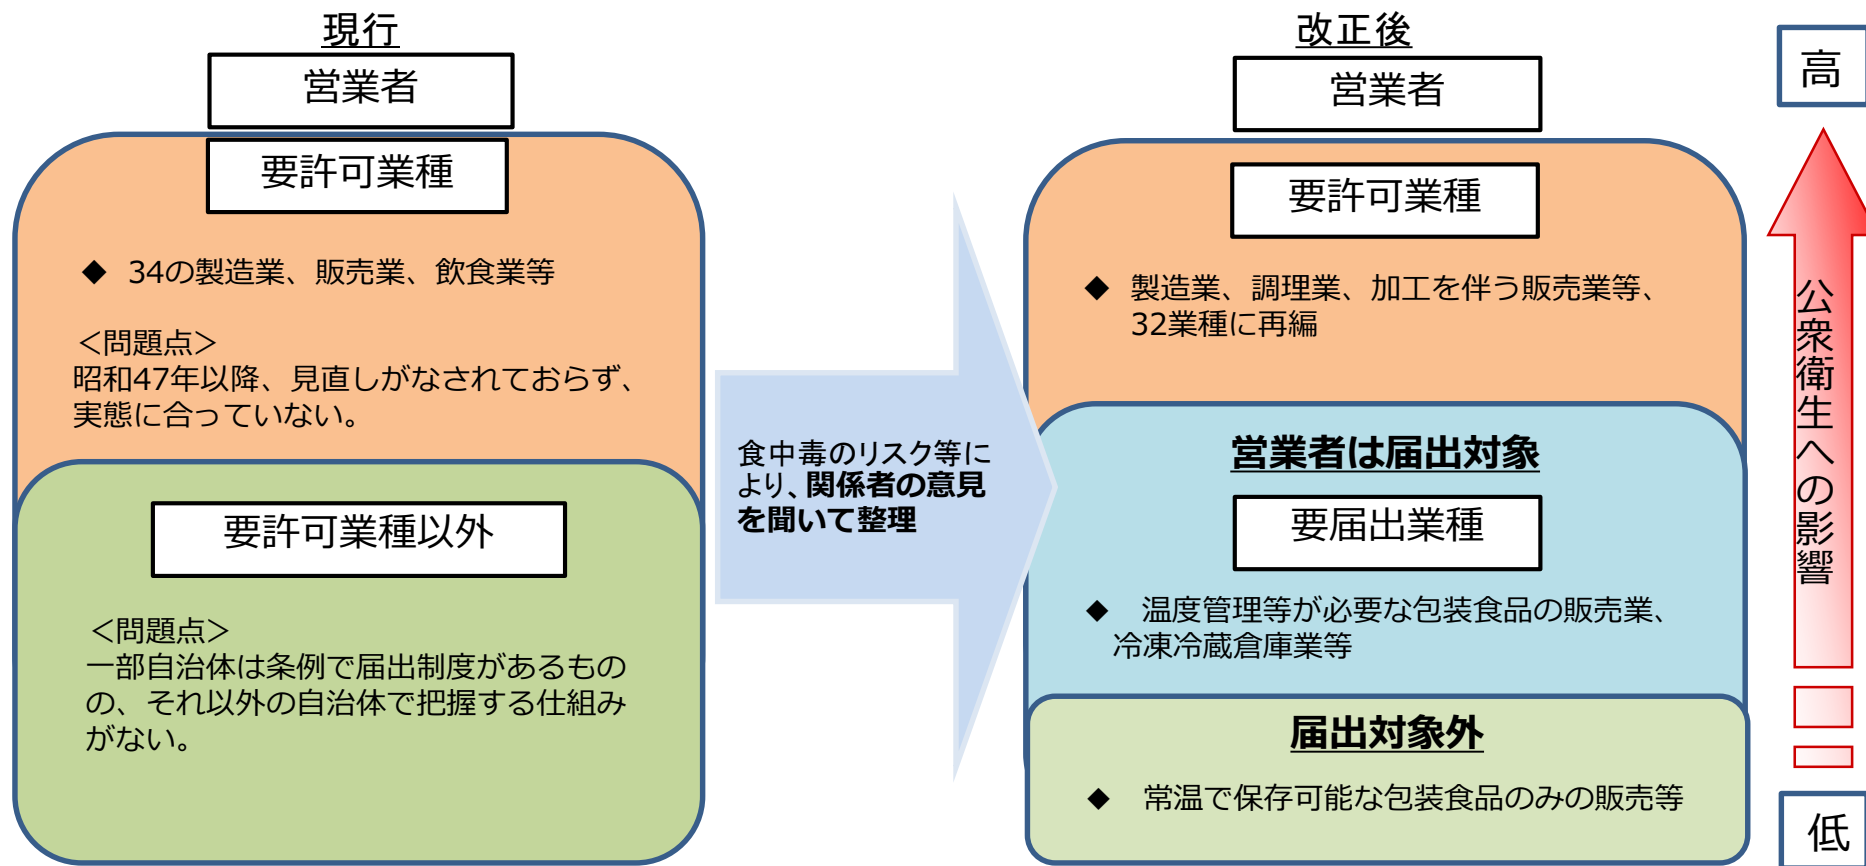 現行
営業者
要許可業種
◆ 34の製造業、販売業、飲食業等
＜問題点＞
昭和47年以降、見直しがなされておらず、
実態に合っていない。
要許可業種以外
＜問題点＞
一部自治体は条例で届出制度があるもの
の、それ以外の自治体で把握する仕組み
がない。
食中毒のリスク等に
より、関係者の意見
を聞いて整理
改正後
営業者
要許可業種
◆ 製造業、調理業、加工を伴う販売業等、
32業種に再編
営業者は届出対象
要届出業種
◆ 温度管理等が必要な包装食品の販売業、
冷凍冷蔵倉庫業等
届出対象外
◆ 常温で保存可能な包装食品のみの販売等
高
公衆衛生への影響
低